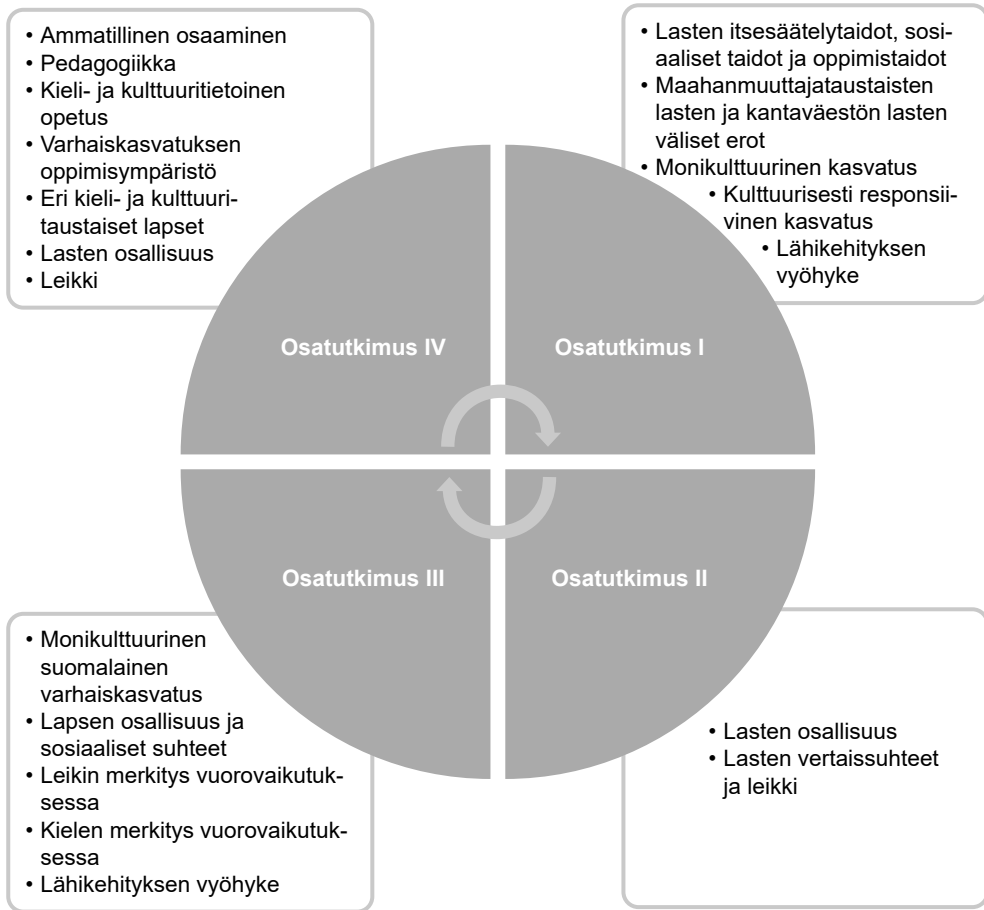 • Ammatillinen osaaminen
• Pedagogiikka
• Kieli- ja kulttuuritietoinen
opetus
• Varhaiskasvatuksen
oppimisympäristö
• Eri kieli- ja kulttuuri-
taustaiset lapset
• Lasten osallisuus
• Leikki
• Lasten itsesäätelytaidot, sosi-
aaliset taidot ja oppimistaidot
• Maahanmuuttajataustaisten
lasten ja kantaväestön lasten
väliset erot
• Monikulttuurinen kasvatus
• Kulttuurisesti responsii-
vinen kasvatus
• Lähikehityksen
vyöhyke
Osatutkimus IV
Osatutkimus I
Osatutkimus III
Osatutkimus II
• Monikulttuurinen
suomalainen
varhaiskasvatus
• Lapsen osallisuus ja
sosiaaliset suhteet
• Leikin merkitys vuorovaikutuk-
sessa
• Kielen merkitys vuorovaikutuk-
sessa
• Lähikehityksen vyöhyke
• Lasten osallisuus
• Lasten vertaissuhteet
ja leikki